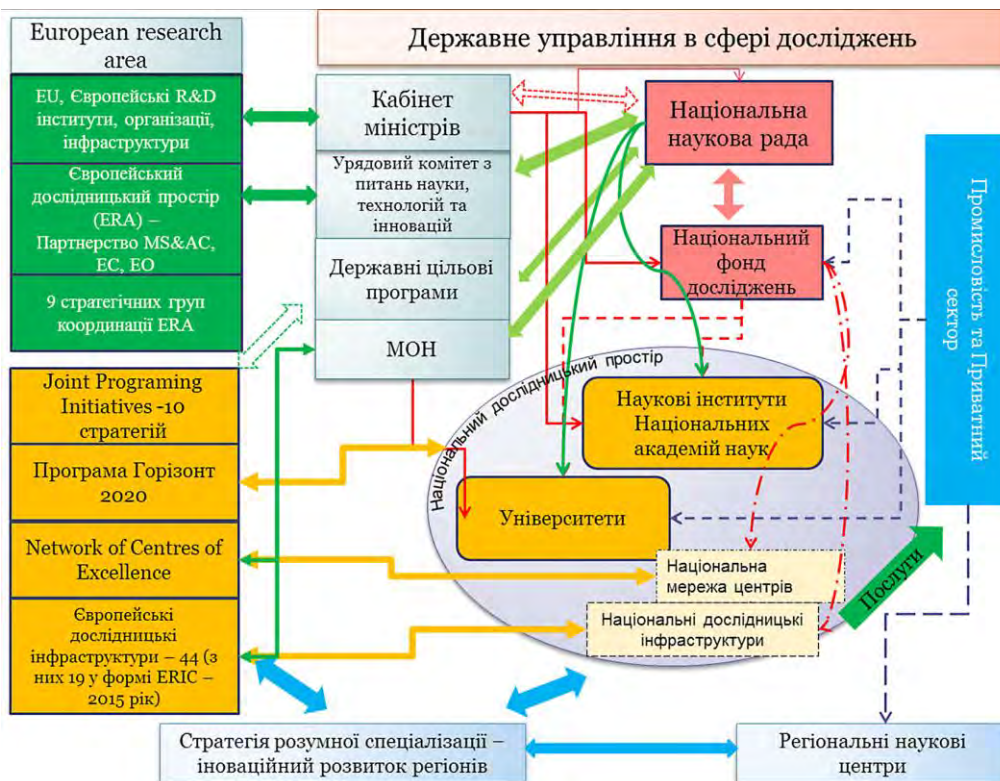 European research
area
Державне управління в сфері досліджень
EU, Європейські R&D
інститути, організації,
інфраструктури
Європейський
дослідницький простір
(ERA) –
Партнерство MS&AC,
EC, EO
9 стратегічних груп
координації ERA
Joint Programing
Initiatives -10
стратегій
Програма Горізонт
2020
Network of Centres of
Excellence
Європейські
дослідницькі
інфраструктури – 44 (з
них 19 у формі ERIC –
2015 рік)
Кабінет
міністрів
Урядовий комітет з
питань науки,
технологій та
інновацій
Державні цільові
програми
МОН
Національна
наукова рада
Національний
фонд
досліджень
Національний дослідницький простір
Наукові інститути
Національних
академій наук
Університети
Національна
мережа центрів
Національні дослідницькі
інфраструктури
Послуги
Промисловість та Приватний
сектор
Стратегія розумної спеціалізації –
іноваційний розвиток регіонів
Регіональні наукові
центри